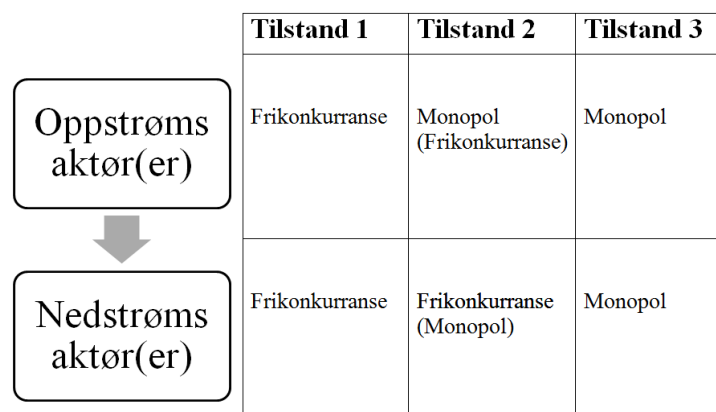 Tilstand 1 Tilstand 2 Tilstand 3
Oppstrøms
aktør(er)
Frikonkurranse
Monopol
(Frikonkurranse)
Monopol
Nedstrøms
aktør(er)
Frikonkurranse
Frikonkurranse
(Monopol)
Monopol